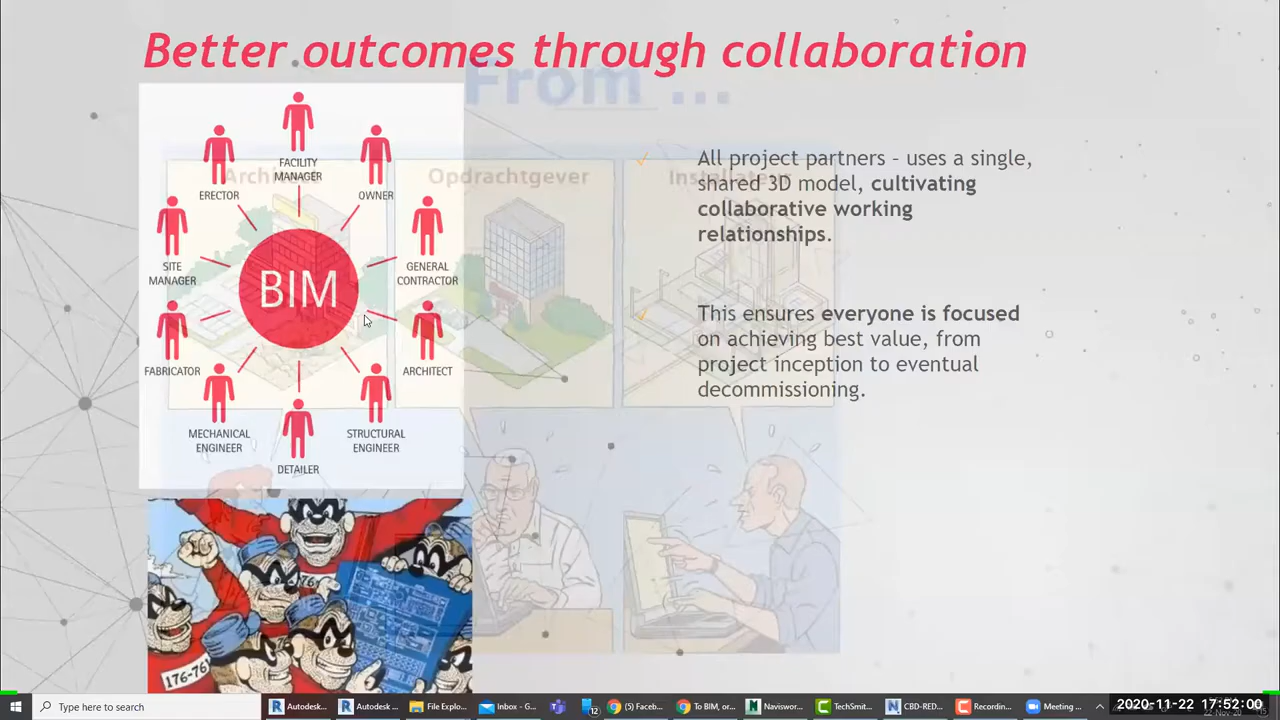 Better outcomes through collaboration
From ...
Opdrachtgever
FACILITY
MANAGER
ERECTOR
OWNER
SITE
MANAGER
GENERAL
CONTRACTOR
BIM
FABRICATOR
ARCHITECT
MECHANICAL
ENGINEER
STRUCTURAL
ENGINEER
DETAILER
All project partners – uses a single,
shared 3D model, cultivating
collaborative working
relationships.
This ensures everyone is focused
on achieving best value, from
project inception to eventual
decommissioning.
176-76
Type here to search
Autodesk...
Autodesk ...
File Explo...
Inbox - G...
12
(5) Faceb...
To BIM, or...
Naviswor...
TechSmit...
CBD-RED...
Recordin...
Meeting ...
2020-11-22 17:52:00